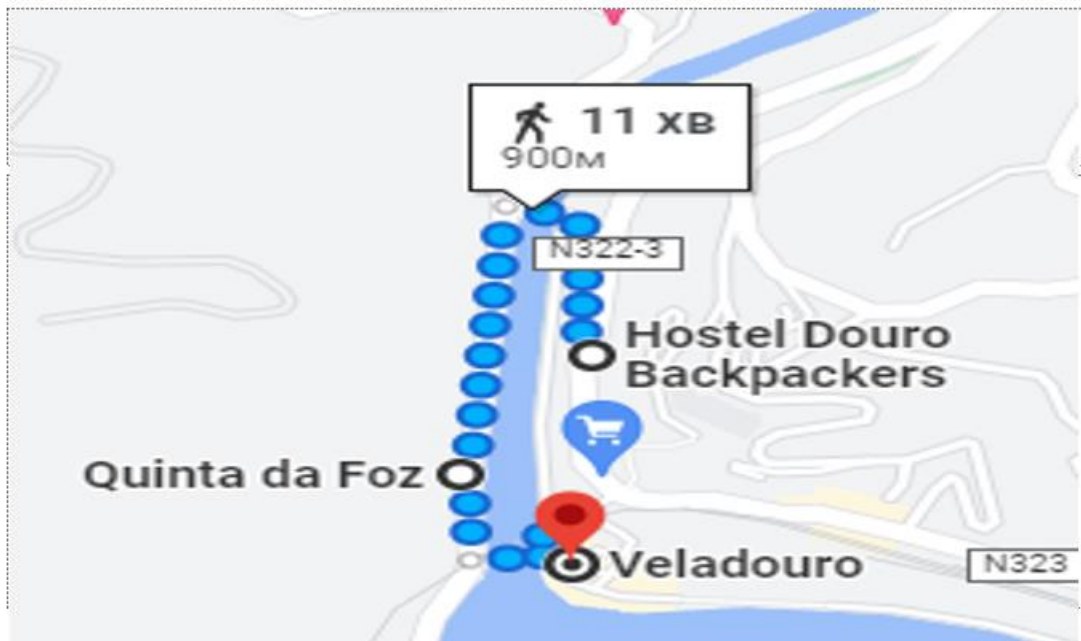 11 хв
900м
N322-3
Hostel Douro
Backpackers
Quinta da Foz
Veladouro
N323